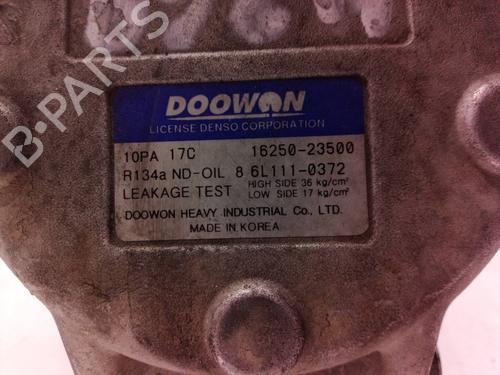 B-PARTS
DOOWON
LICENSE DENSO CORPORATION
10PA 17C 16250-23500
R134a ND-OIL 8 6L111-0372
LEAKAGE TEST HIGH SIDE 36 kg/cm²
LOW SIDE 17 kg/cm²
DOOWON HEAVY INDUSTRIAL Co., LTD.
MADE IN KOREA